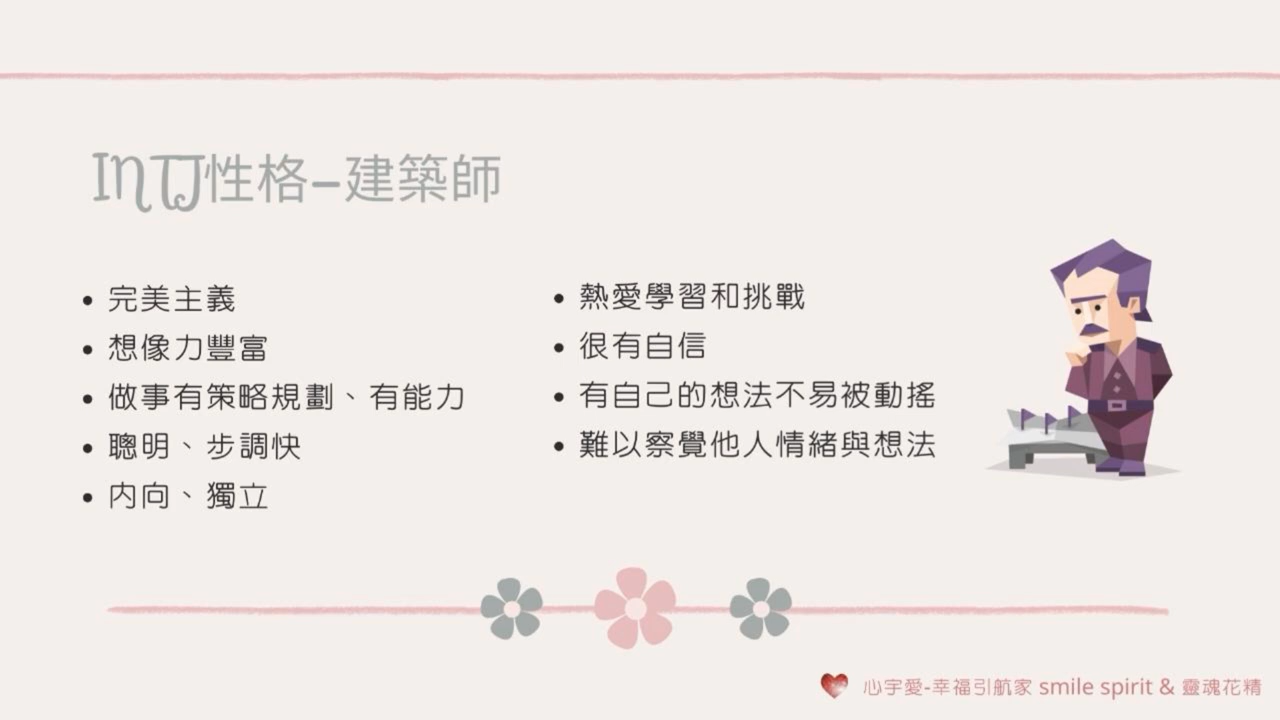 INTJ性格–建築師
• 完美主義
• 想像力豐富
• 做事有策略規劃、有能力
• 聰明、步調快
• 內向、獨立
• 熱愛學習和挑戰
• 很有自信
• 有自己的想法不易被動搖
• 難以察覺他人情緒與想法
心宇愛-幸福引航家 smile spirit & 靈魂花精